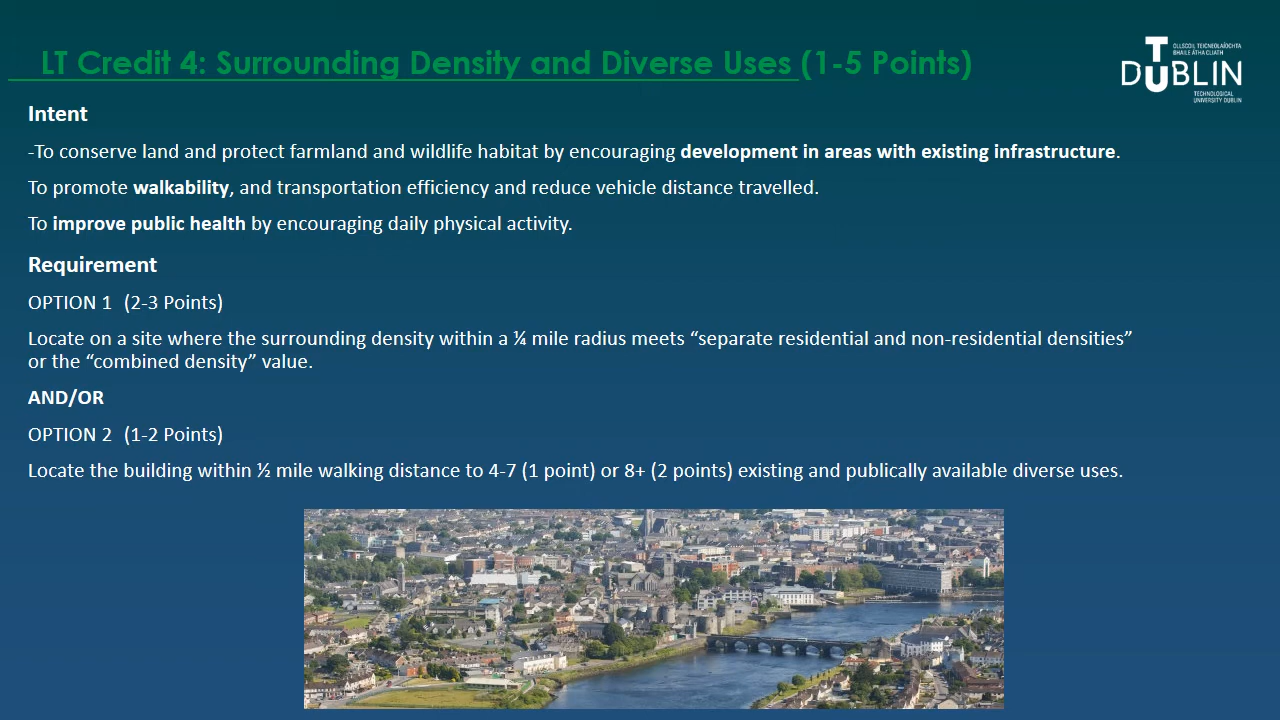 LT Credit 4: Surrounding Density and Diverse Uses (1-5 Points)
OLLSCOIL TEICNEOLAÍOCHTA
BHAILE ÁTHA CLIATH
DUBLIN
TECHNOLOGICAL
UNIVERSITY DUBLIN
Intent
-To conserve land and protect farmland and wildlife habitat by encouraging development in areas with existing infrastructure.
To promote walkability, and transportation efficiency and reduce vehicle distance travelled.
To improve public health by encouraging daily physical activity.
Requirement
OPTION 1 (2-3 Points)
Locate on a site where the surrounding density within a ¼ mile radius meets “separate residential and non-residential densities”
or the “combined density” value.
AND/OR
OPTION 2 (1-2 Points)
Locate the building within ½ mile walking distance to 4-7 (1 point) or 8+ (2 points) existing and publically available diverse uses.